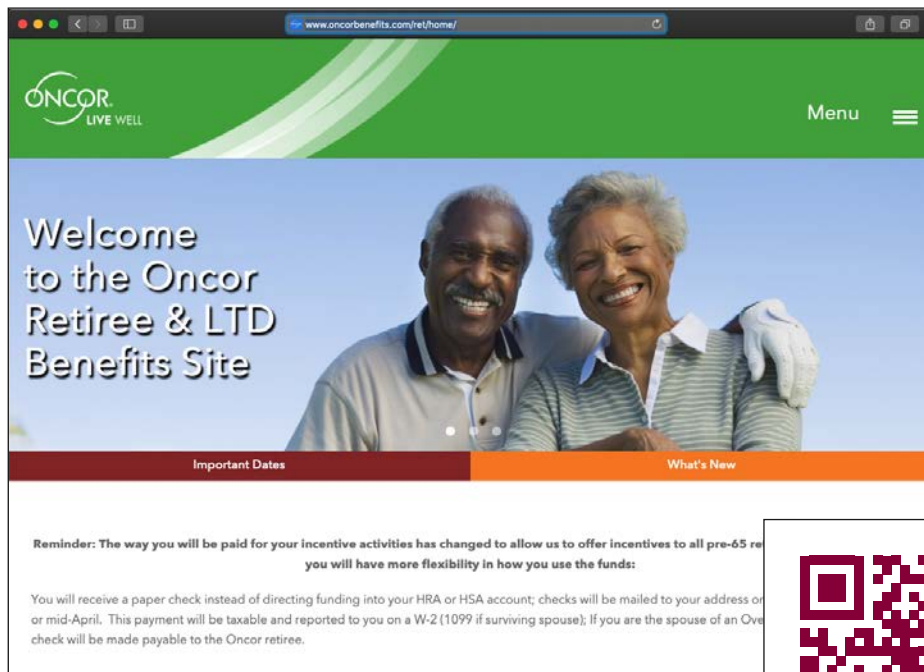 www.oncorbenefits.com/ret/home/
ONCOR.
LIVE WELL
Menu
Welcome
to the Oncor
Retiree & LTD
Benefits Site
Important Dates
What's New
Reminder: The way you will be paid for your incentive activities has changed to allow us to offer incentives to all pre-65
you will have more flexibility in how you use the funds:
You will receive a paper check instead of directing funding into your HRA or HSA account; checks will be mailed to your address
or mid-April. This payment will be taxable and reported to you on a W-2 (1099 if surviving spouse); If you are the spouse of an
check will be made payable to the Oncor retiree.